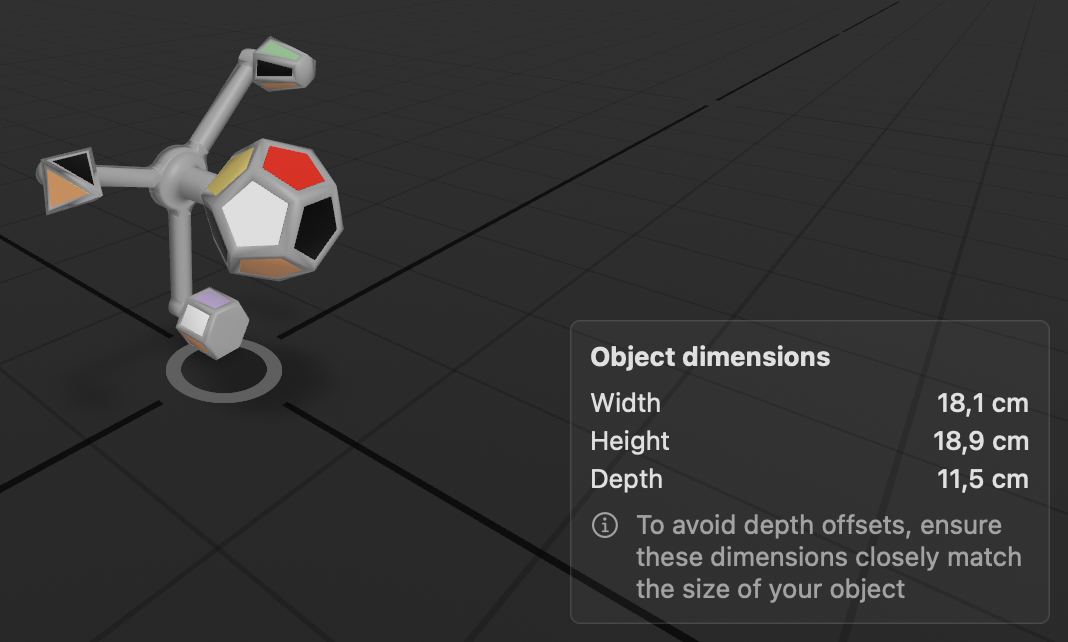 Object dimensions
Width 18,1 cm
Height 18,9 cm
Depth 11,5 cm
To avoid depth offsets, ensure
these dimensions closely match
the size of your object